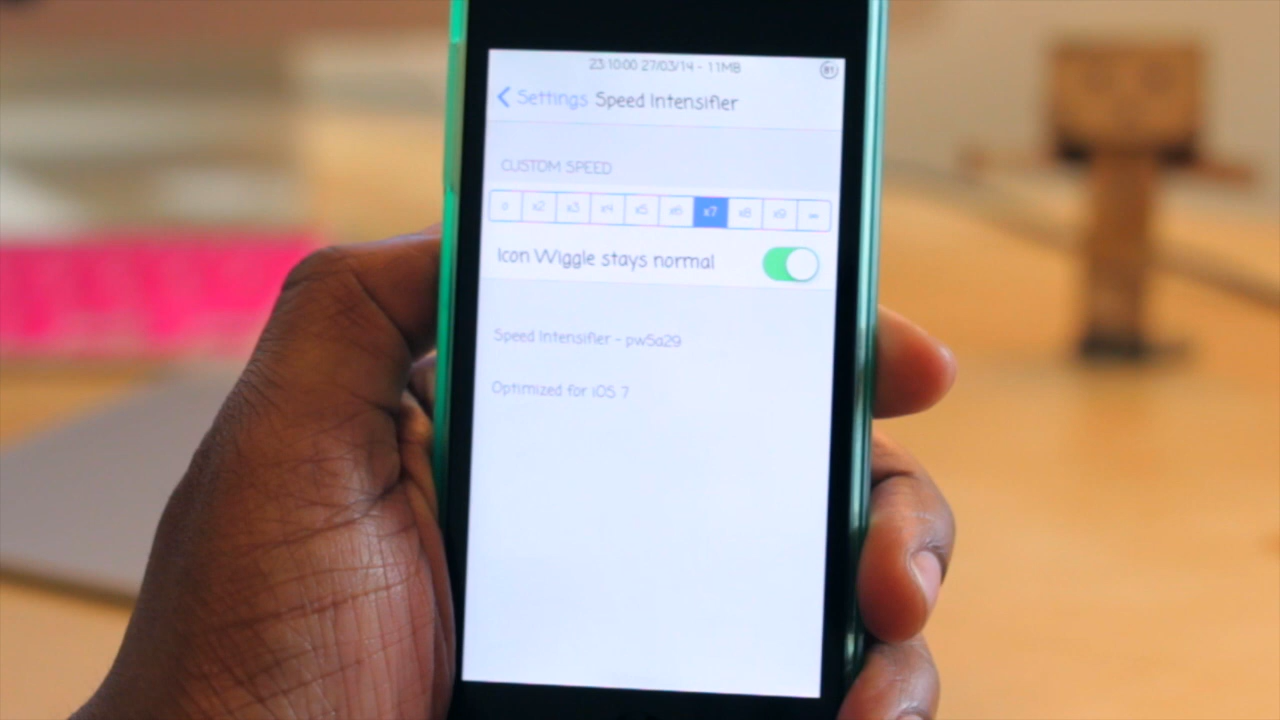 23:10:00 27/03/14 - 11MB 81
Settings Speed Intensifier
CUSTOM SPEED
0 x2 x3 x4 x5 x6 x7 x8 x9 ∞
Icon Wiggle stays normal
Speed Intensifier - pw5a29
Optimized for iOS 7